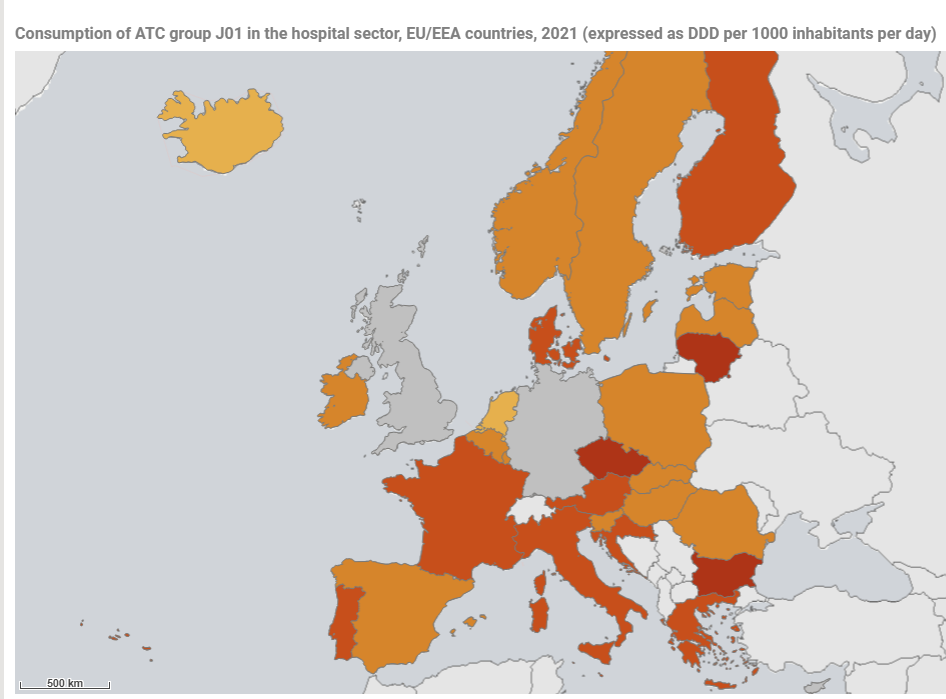 Consumption of ATC group J01 in the hospital sector, EU/EEA countries, 2021 (expressed as DDD per 1000 inhabitants per day)
500 km